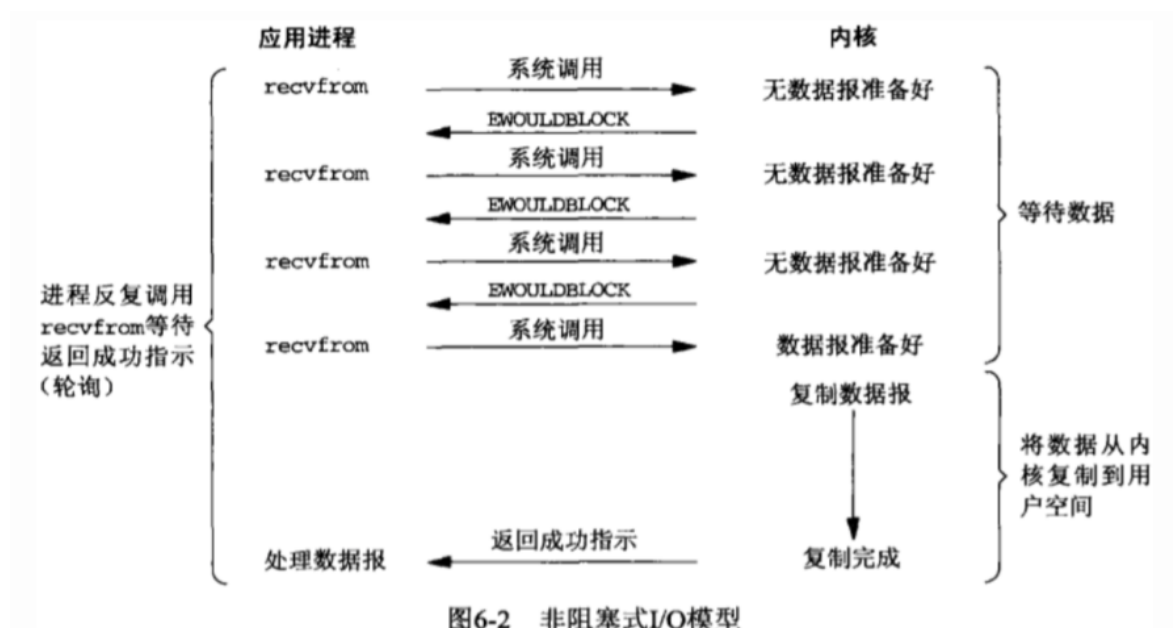 应用进程
内核
recvfrom
系统调用
无数据报准备好
EWOULDBLOCK
recvfrom
系统调用
无数据报准备好
EWOULDBLOCK
recvfrom
系统调用
无数据报准备好
EWOULDBLOCK
recvfrom
系统调用
数据报准备好
等待数据
进程反复调用
recvfrom等待
返回成功指示
(轮询)
复制数据报
将数据从内
核复制到用
户空间
处理数据报
返回成功指示
复制完成
图6-2 非阻塞式I/O模型